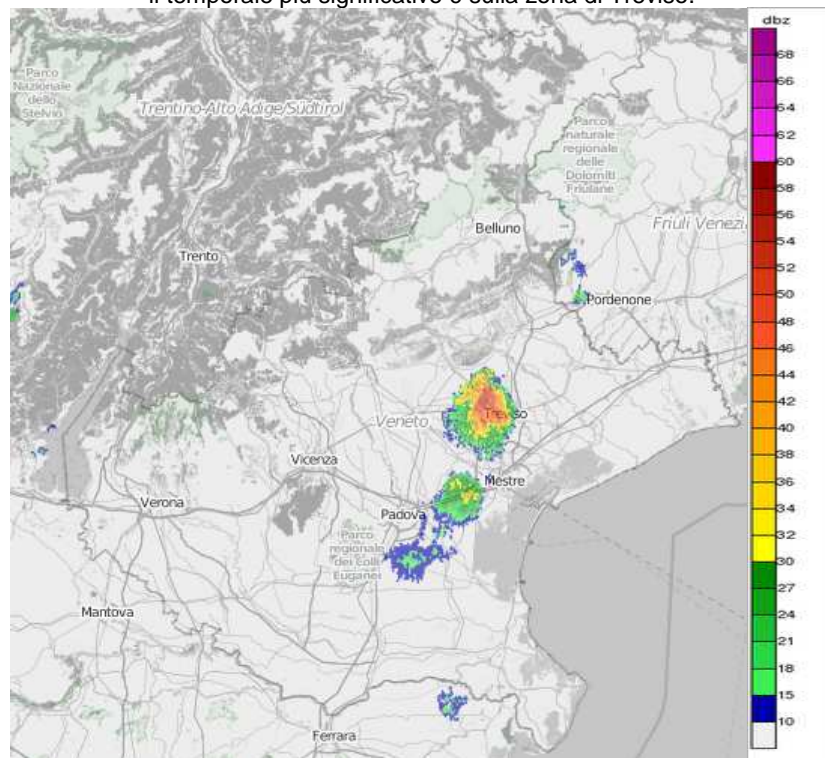 il temporale più significativo è sulla zona di Treviso.
dbz
Parco
Nazionale
dello
Stelvio
Trentino-Alto Adige/Südtirol
Parco
naturale
regionale
delle
Dolomiti
Friulane
Belluno
Friuli Venezi
Trento
Pordenone
Treviso
Veneto
Vicenza
Mestre
Verona
Padova
Parco
regionale
dei Colli
Euganei
Mantova
Ferrara
68
66
64
62
60
58
56
54
52
50
48
46
44
42
40
38
36
34
32
30
27
24
21
18
15
10